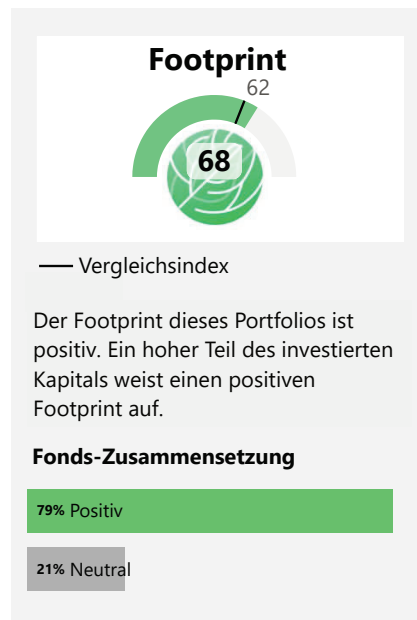 Footprint
62
68
Vergleichsindex
Der Footprint dieses Portfolios ist
positiv. Ein hoher Teil des investierten
Kapitals weist einen positiven
Footprint auf.
Fonds-Zusammensetzung
79% Positiv
21% Neutral